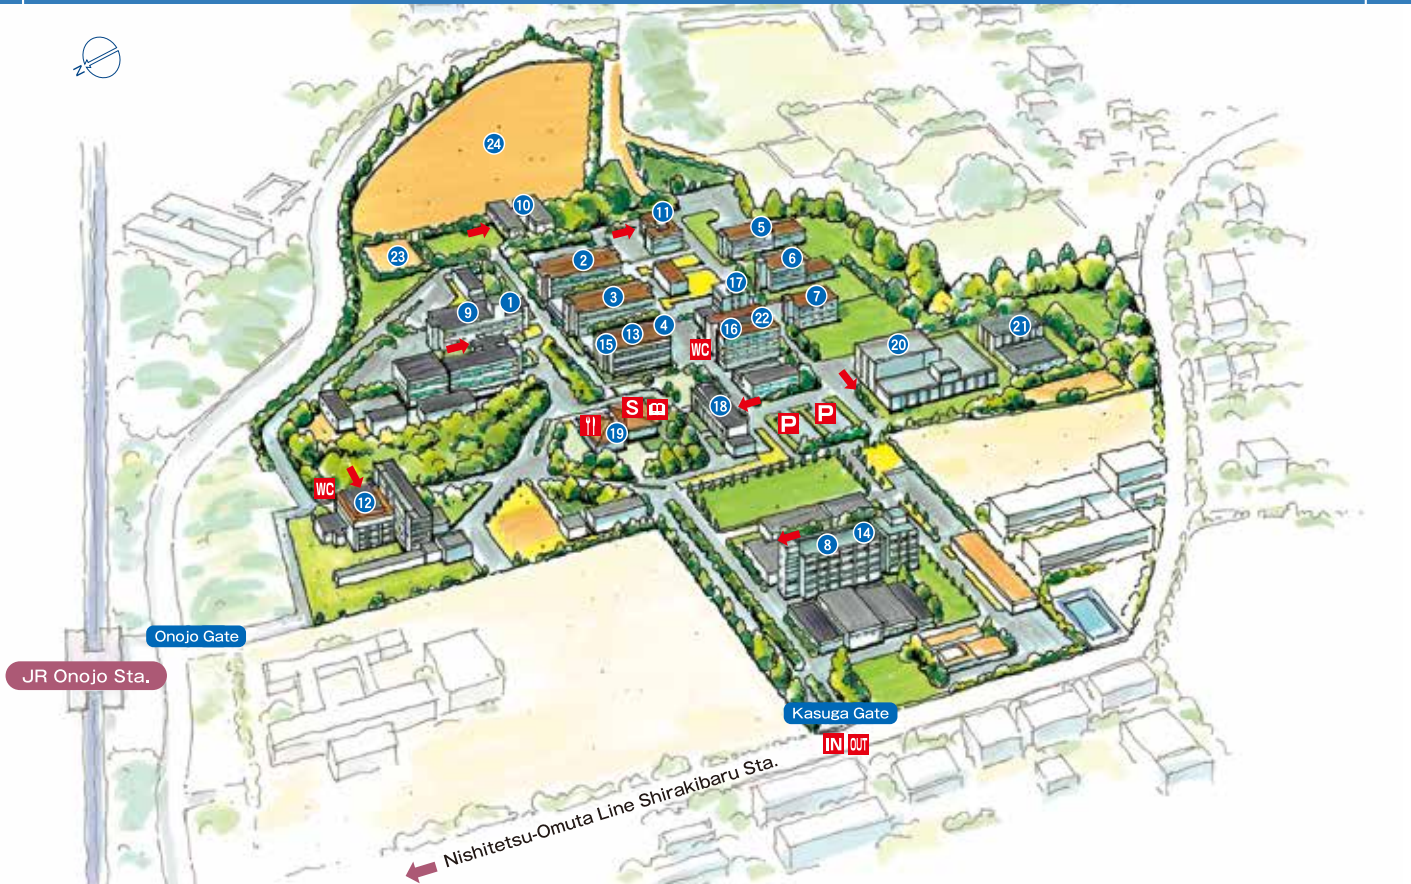 N
24
10
11
5
2
23
6
17
7
3
1
9
22
16
4
13
15
21
20
WC
18
S
P
P
19
WC
12
14
8
Onojo Gate
JR Onojo Sta.
Kasuga Gate
IN OUT
Nishitetsu-Omuta Line Shirakibaru Sta.